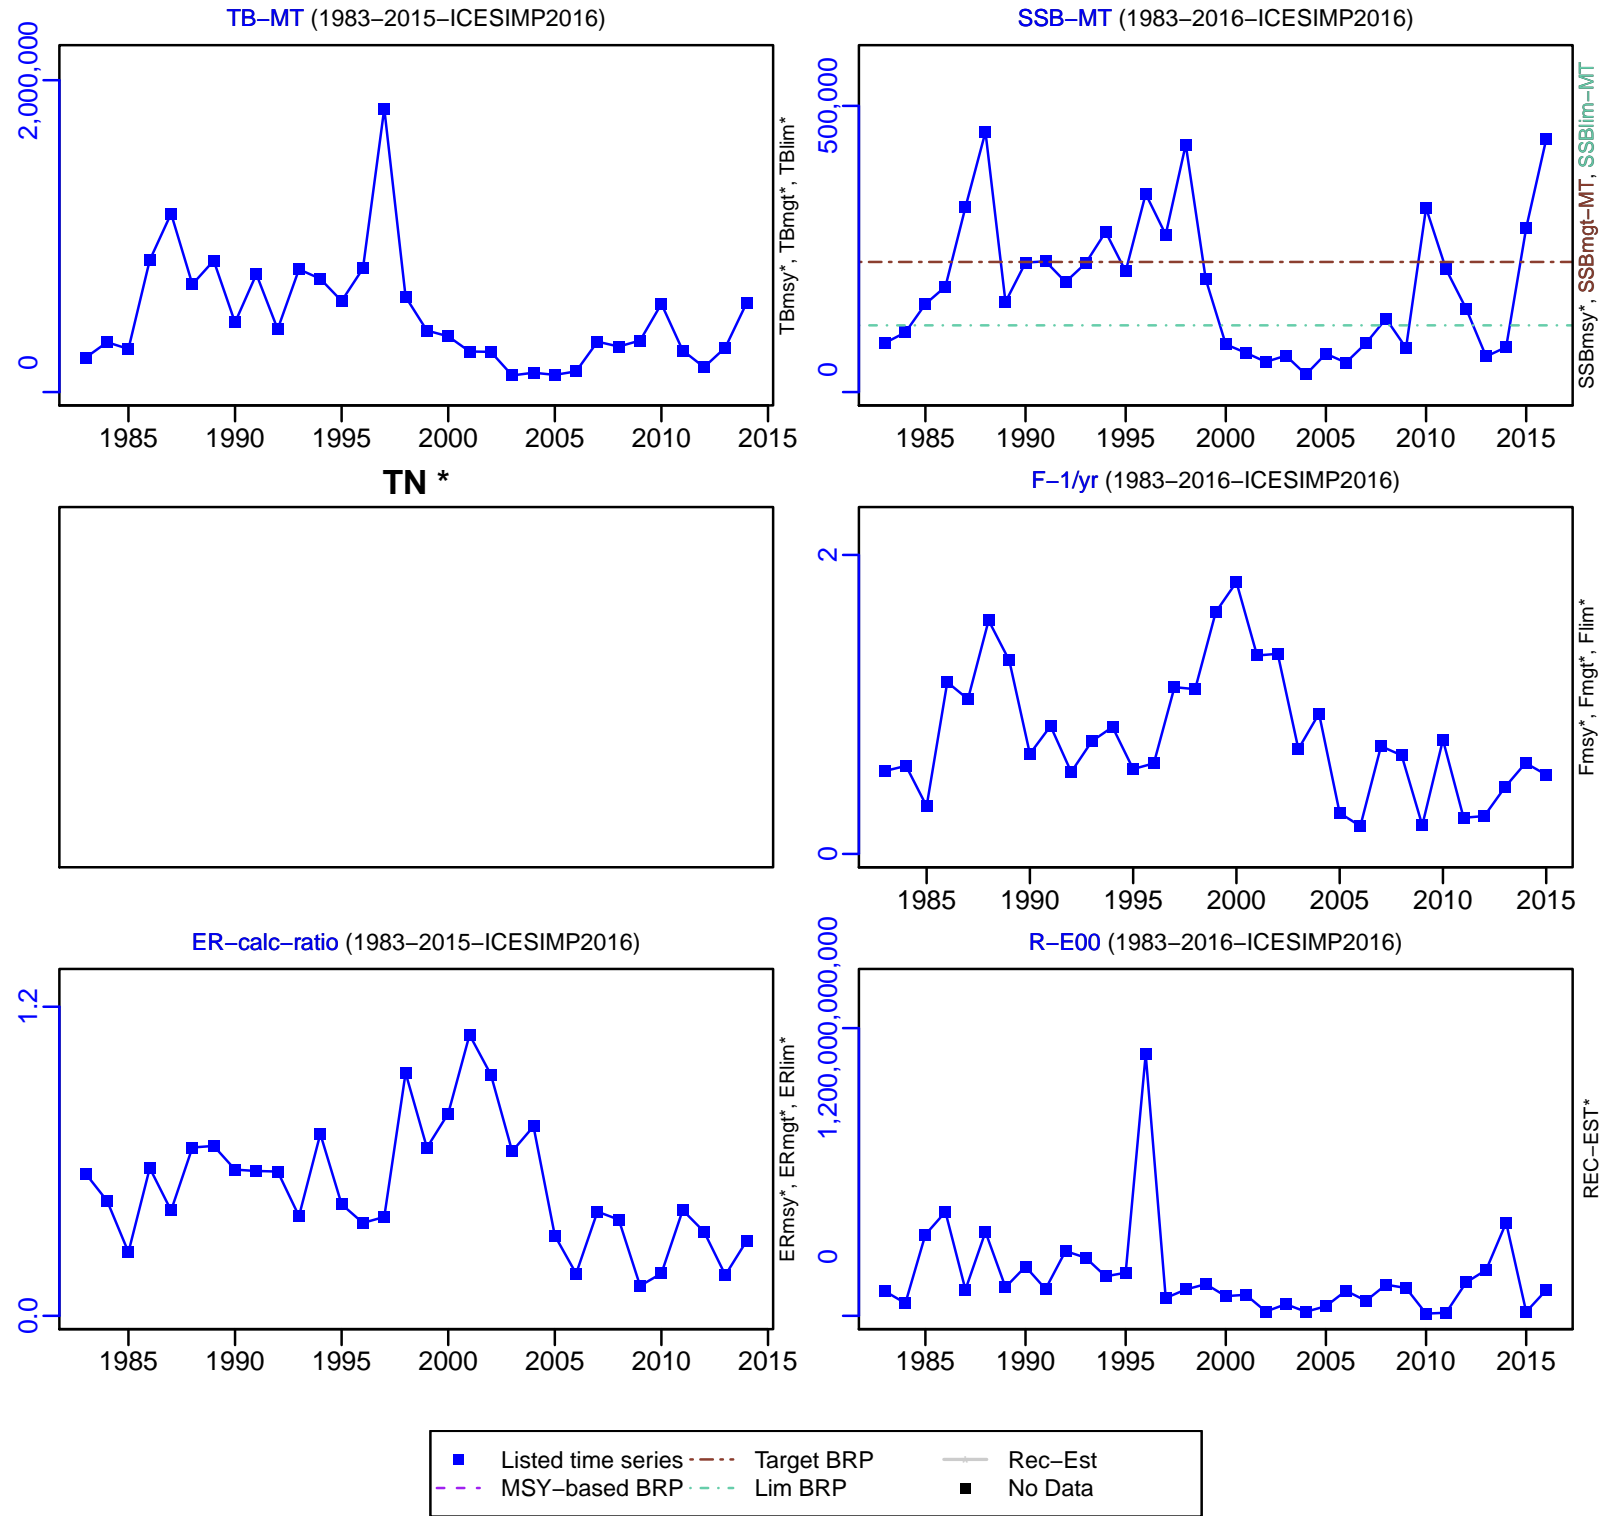 TB−MT (1983−2015−ICESIMP2016)
2,000,000
0
1985 1990 1995 2000 2005 2010 2015
TBmsy*, TBmgt*, TBlim*
SSB−MT (1983−2016−ICESIMP2016)
500,000
0
1985 1990 1995 2000 2005 2010 2015
SSBmsy*, SSBmgt−MT, SSBlim−MT
TN *
F−1/yr (1983−2016−ICESIMP2016)
2
0
1985 1990 1995 2000 2005 2010 2015
Fmsy*, Fmgt*, Flim*
ER−calc−ratio (1983−2015−ICESIMP2016)
1.2
0.0
1985 1990 1995 2000 2005 2010 2015
ERmsy*, ERmgt*, ERlim*
R−E00 (1983−2016−ICESIMP2016)
1,200,000,000,000
0
1985 1990 1995 2000 2005 2010 2015
REC−EST*
Listed time series Target BRP Rec−Est
MSY−based BRP Lim BRP No Data